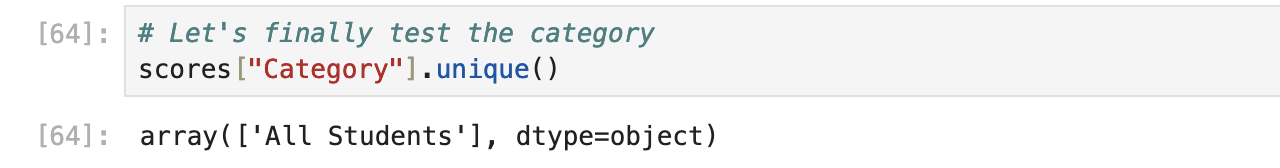 [64]: # Let's finally test the category
scores["Category"].unique()
[64]: array(['All Students'], dtype=object)